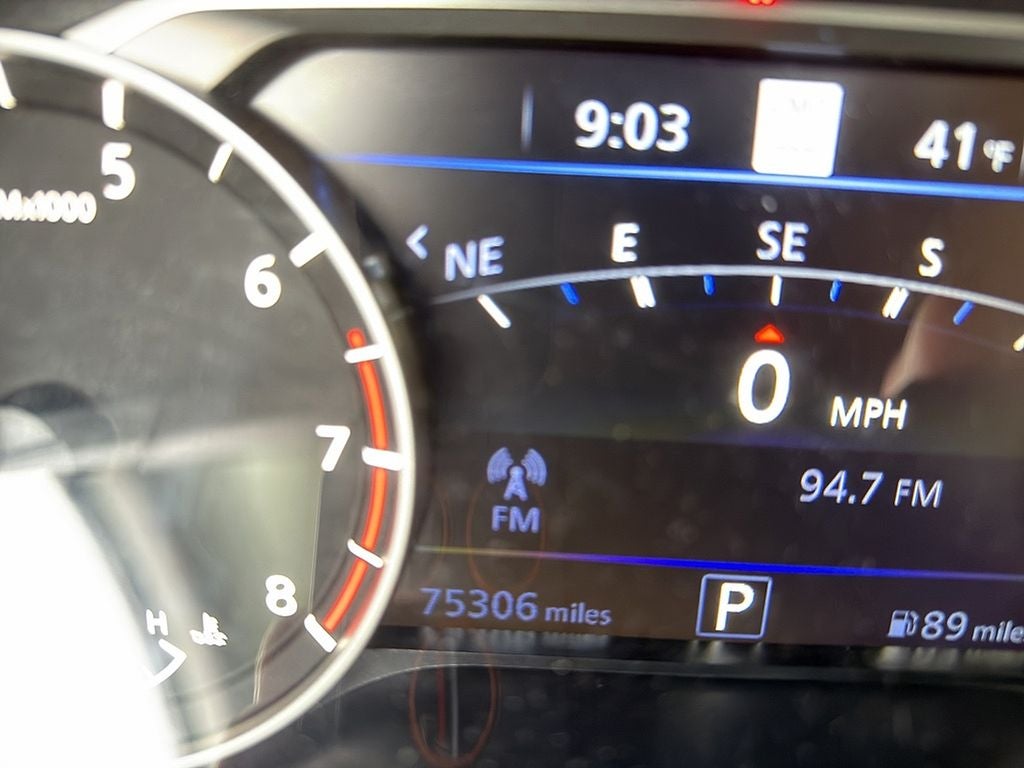 9:03 41°F
5
Mx1000
< NE E SE S
6
0 MPH
7
94.7 FM
FM
8
75306 miles P 89 mile
H